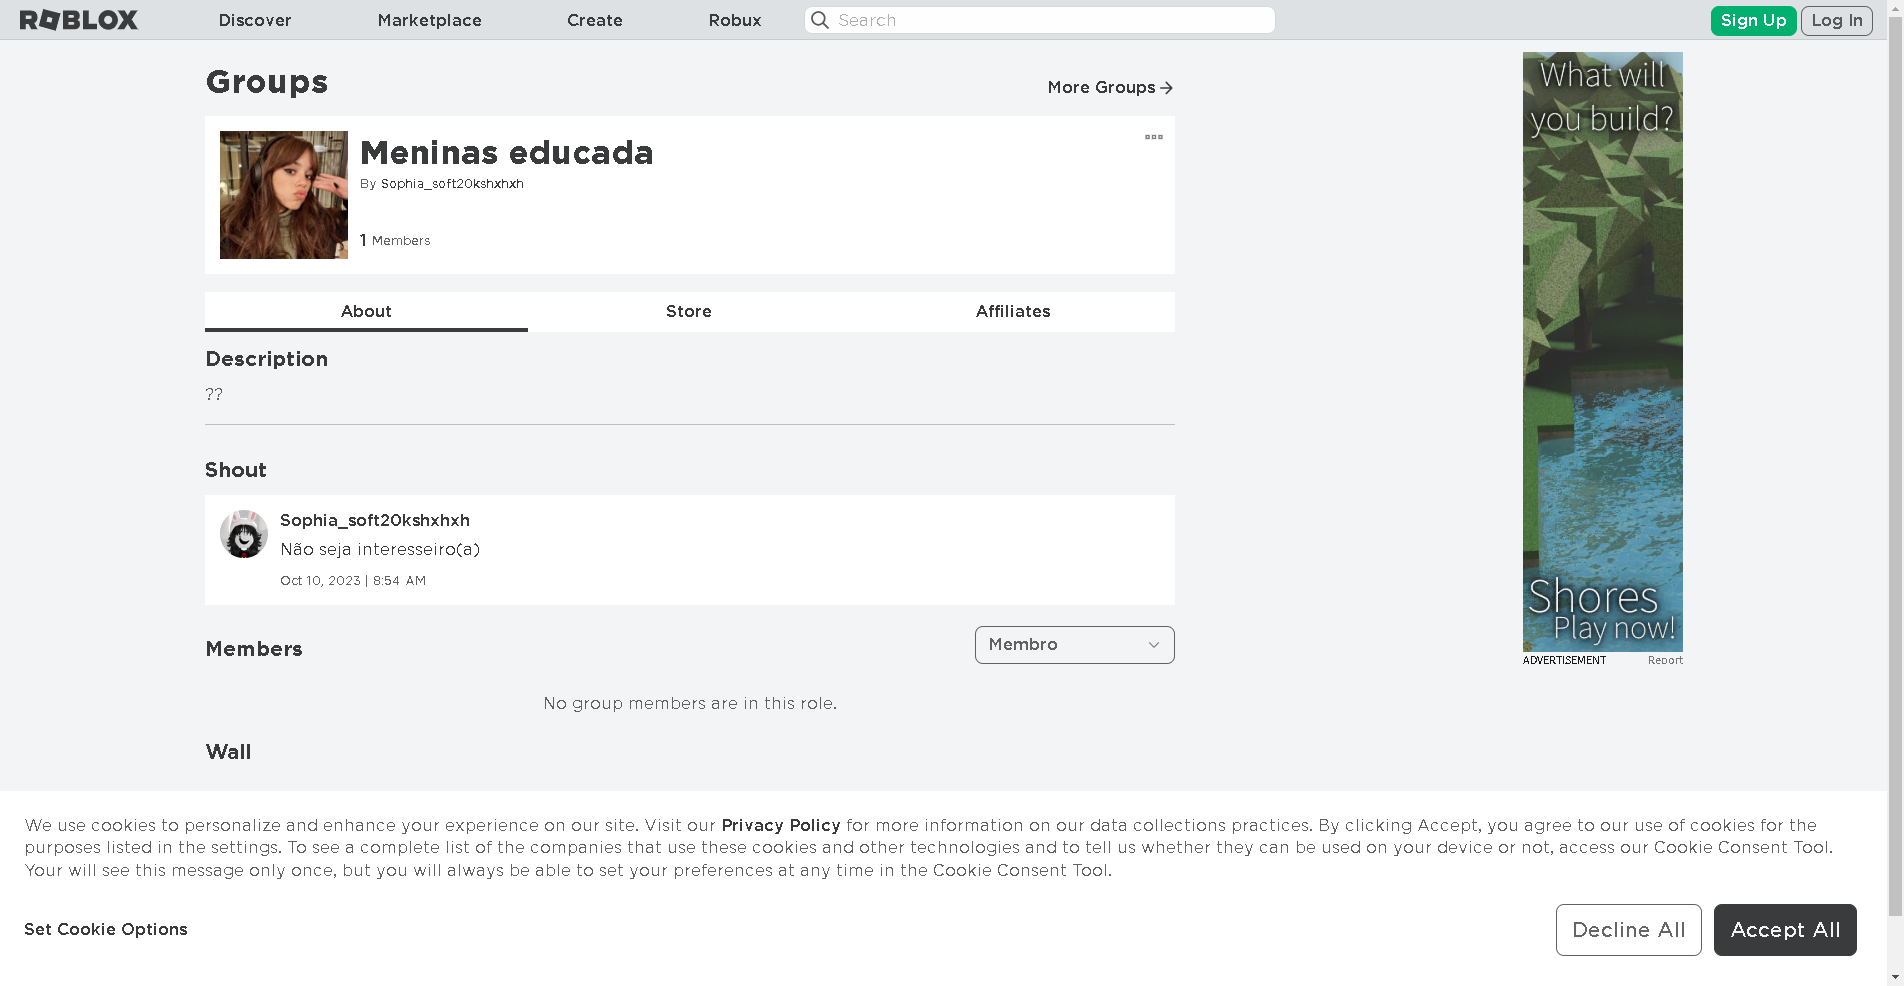 ROBLOX
Discover
Marketplace
Create
Robux
Search
Sign Up
Log In
Groups
More Groups
Meninas educada
By Sophia_soft20kshxhxh
1 Members
About
Store
Affiliates
Description
??
Shout
Sophia_soft20kshxhxh
Não seja interesseiro(a)
Oct 10, 2023 | 8:54 AM
Members
Membro
No group members are in this role.
Wall
What will
you build?
Shores
Play now!
ADVERTISEMENT
Report
We use cookies to personalize and enhance your experience on our site. Visit our Privacy Policy for more information on our data collections practices. By clicking Accept, you agree to our use of cookies for the
purposes listed in the settings. To see a complete list of the companies that use these cookies and other technologies and to tell us whether they can be used on your device or not, access our Cookie Consent Tool.
Your will see this message only once, but you will always be able to set your preferences at any time in the Cookie Consent Tool.
Set Cookie Options
Decline All
Accept All